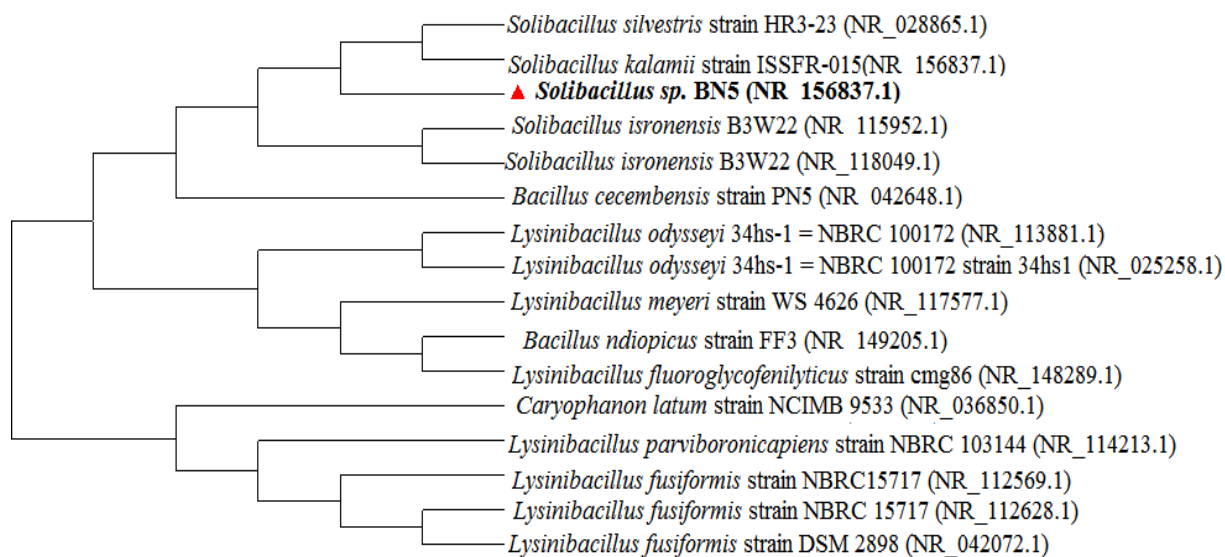 Solibacillus silvestris strain HR3-23 (NR_028865.1)
Solibacillus kalamii strain ISSFR-015(NR 156837.1)
Solibacillus sp. BN5 (NR 156837.1)
Solibacillus isronensis B3W22 (NR 115952.1)
Solibacillus isronensis B3W22 (NR_118049.1)
Bacillus cecembensis strain PN5 (NR 042648.1)
Lysinibacillus odysseyi 34hs-1 = NBRC 100172 (NR_113881.1)
Lysinibacillus odysseyi 34hs-1 = NBRC 100172 strain 34hs1 (NR_025258.1)
Lysinibacillus meyeri strain WS 4626 (NR_117577.1)
Bacillus ndiopicus strain FF3 (NR 149205.1)
Lysinibacillus fluoroglycofenilyticus strain cmg86 (NR_148289.1)
Caryophanon latum strain NCIMB 9533 (NR_036850.1)
Lysinibacillus parviboronicapiens strain NBRC 103144 (NR_114213.1)
Lysinibacillus fusiformis strain NBRC15717 (NR_112569.1)
Lysinibacillus fusiformis strain NBRC 15717 (NR_112628.1)
Lysinibacillus fusiformis strain DSM 2898 (NR_042072.1)